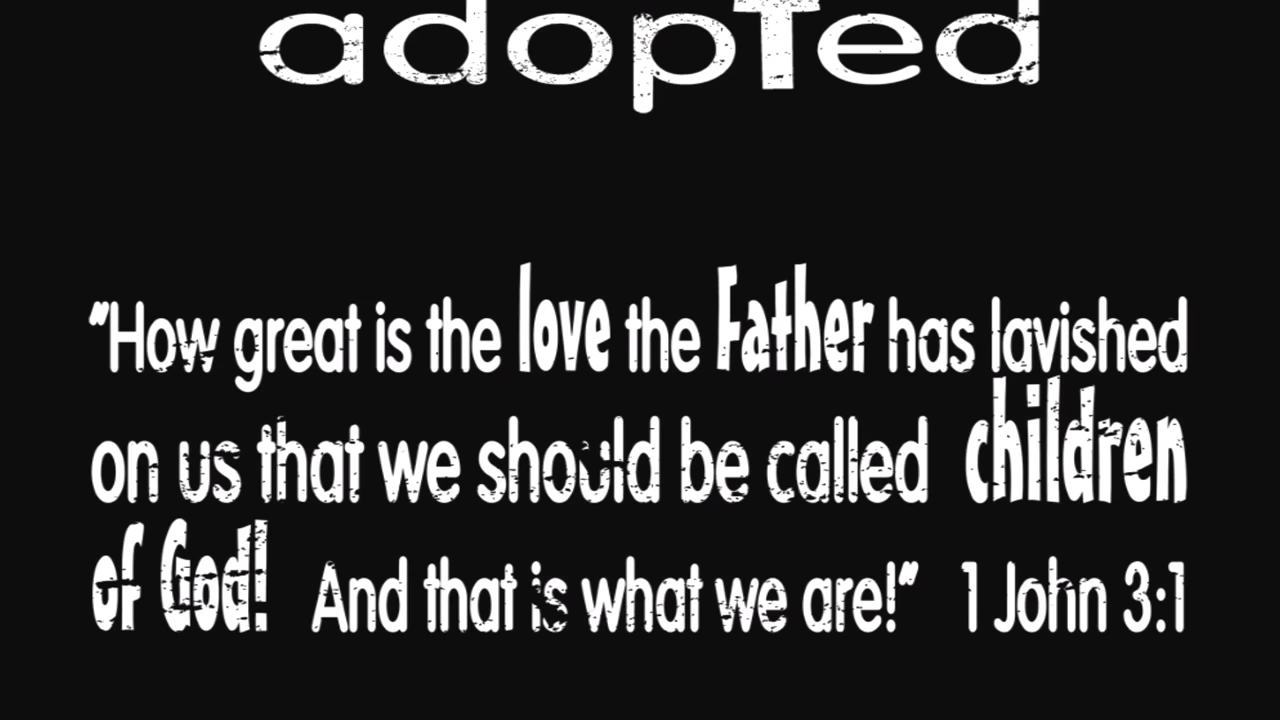 adopTed
“How great is the love the Father has lavished
on us that we should be called children
of God! And that is what we are!” 1 John 3:1